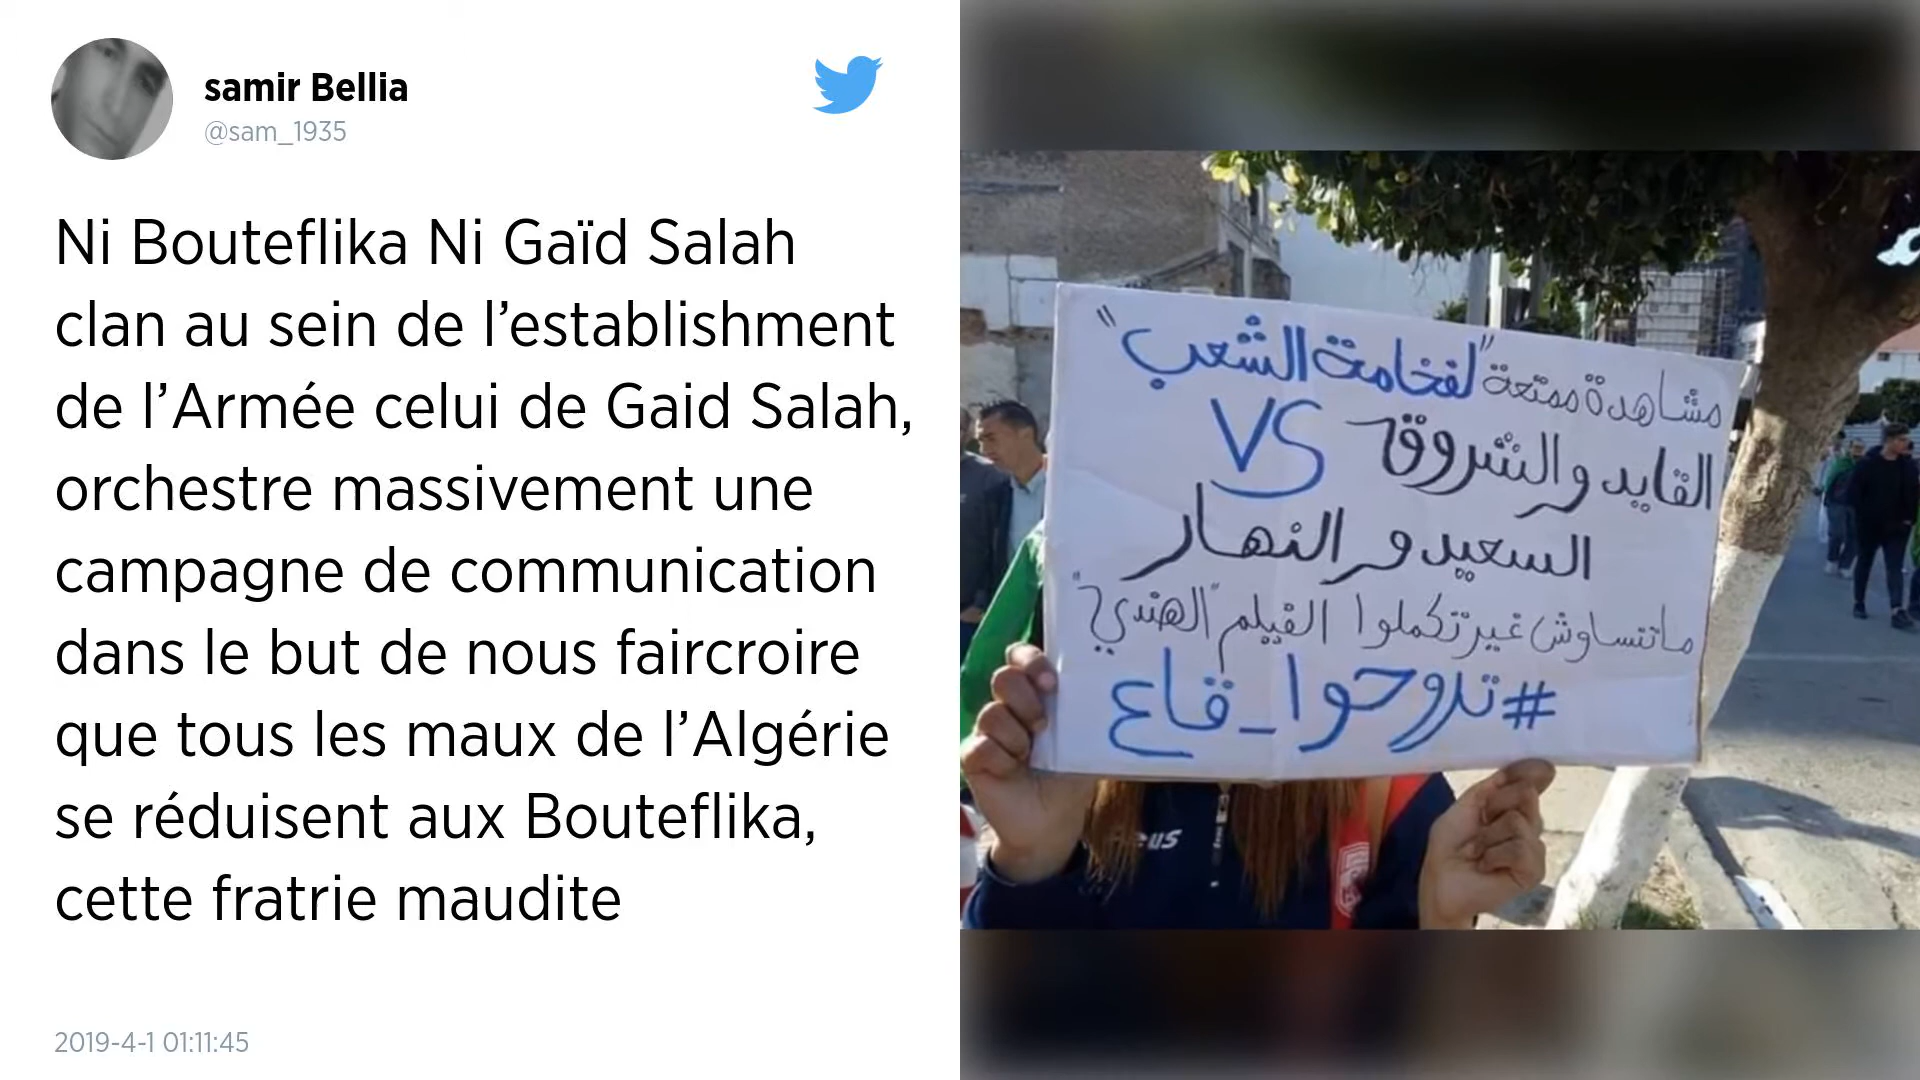 samir Bellia
@sam_1935
Ni Bouteflika Ni Gaïd Salah
clan au sein de l’establishment
de l’Armée celui de Gaid Salah,
orchestre massivement une
campagne de communication
dans le but de nous faircroire
que tous les maux de l’Algérie
se réduisent aux Bouteflika,
cette fratrie maudite
2019-4-1 01:11:45
مشاهدة ممتعة "لفخامة الشعب"
القايد والشروق VS
السعيد والنهار
ماتنساوش غير تكملوا الفيلم "الهندي"
#تروحوا_قاع